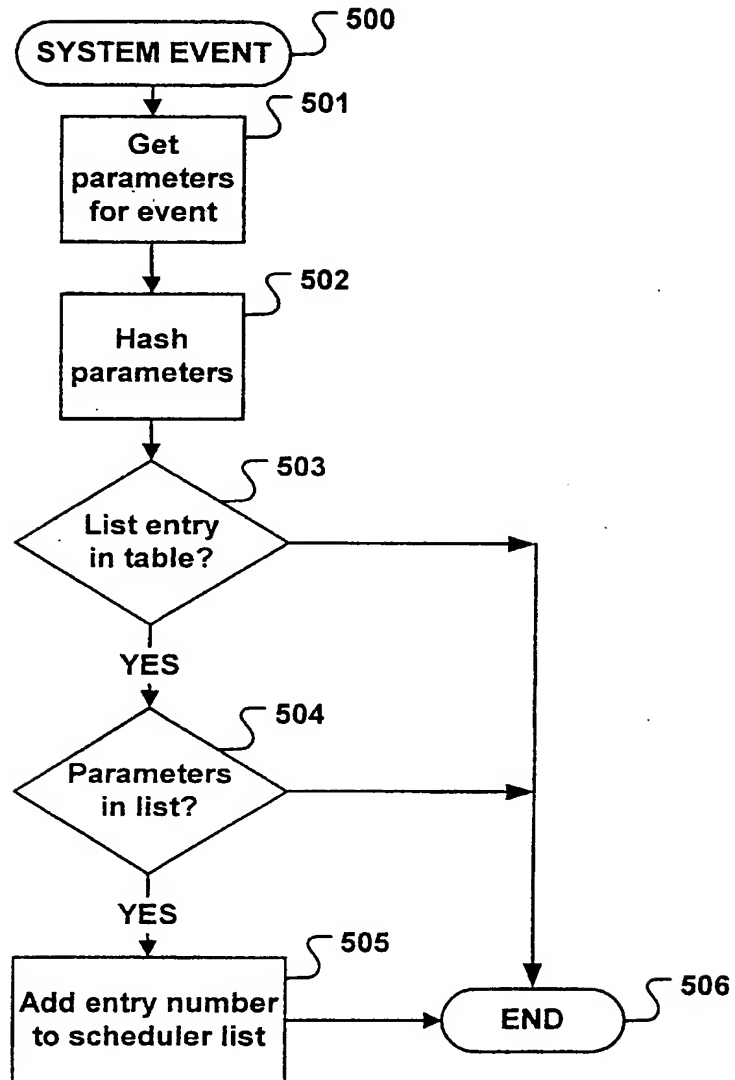 SYSTEM EVENT
500
501
Get
parameters
for event
502
Hash
parameters
503
List entry
in table?
YES
504
Parameters
in list?
YES
505
Add entry number
to scheduler list
END
506